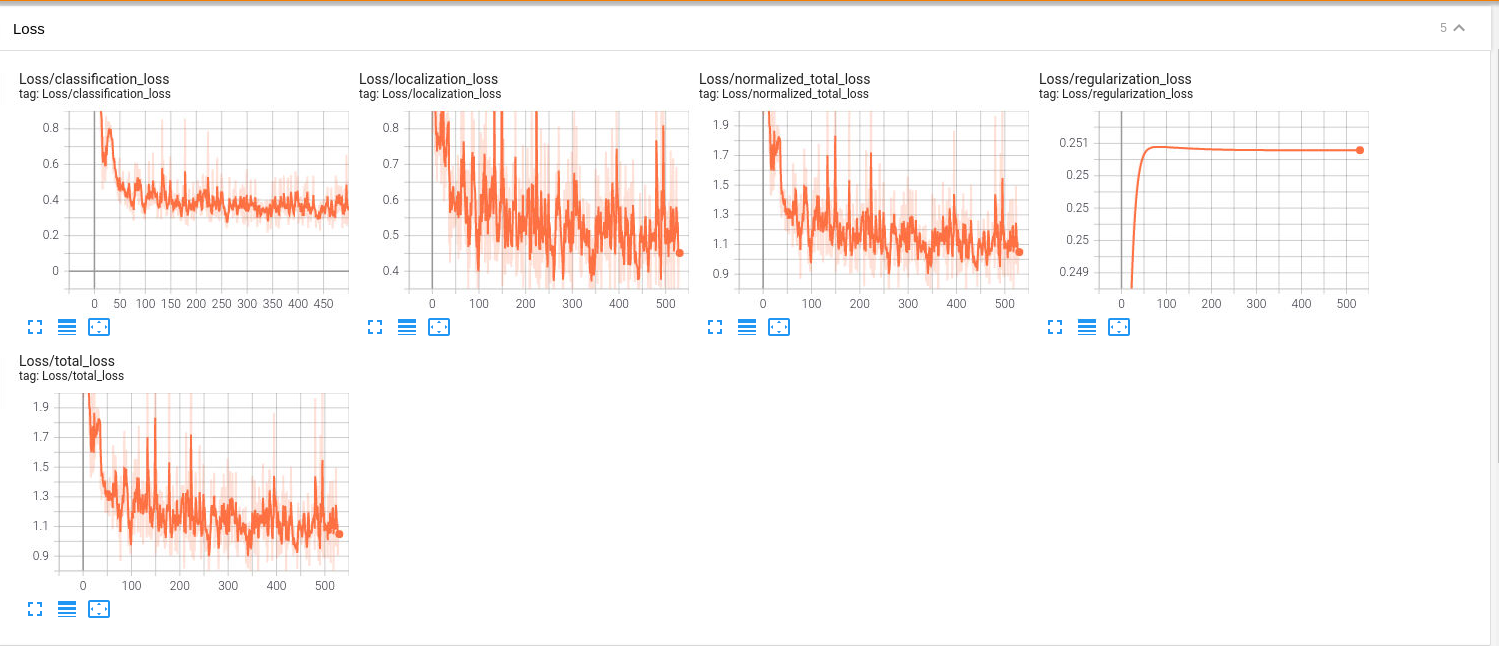 Loss
5
Loss/classification_loss
tag: Loss/classification_loss
0.8
0.6
0.4
0.2
0
0 50 100 150 200 250 300 350 400 450
Loss/localization_loss
tag: Loss/localization_loss
0.8
0.7
0.6
0.5
0.4
0 100 200 300 400 500
Loss/normalized_total_loss
tag: Loss/normalized_total_loss
1.9
1.7
1.5
1.3
1.1
0.9
0 100 200 300 400 500
Loss/regularization_loss
tag: Loss/regularization_loss
0.251
0.25
0.25
0.25
0.249
0 100 200 300 400 500
Loss/total_loss
tag: Loss/total_loss
1.9
1.7
1.5
1.3
1.1
0.9
0 100 200 300 400 500